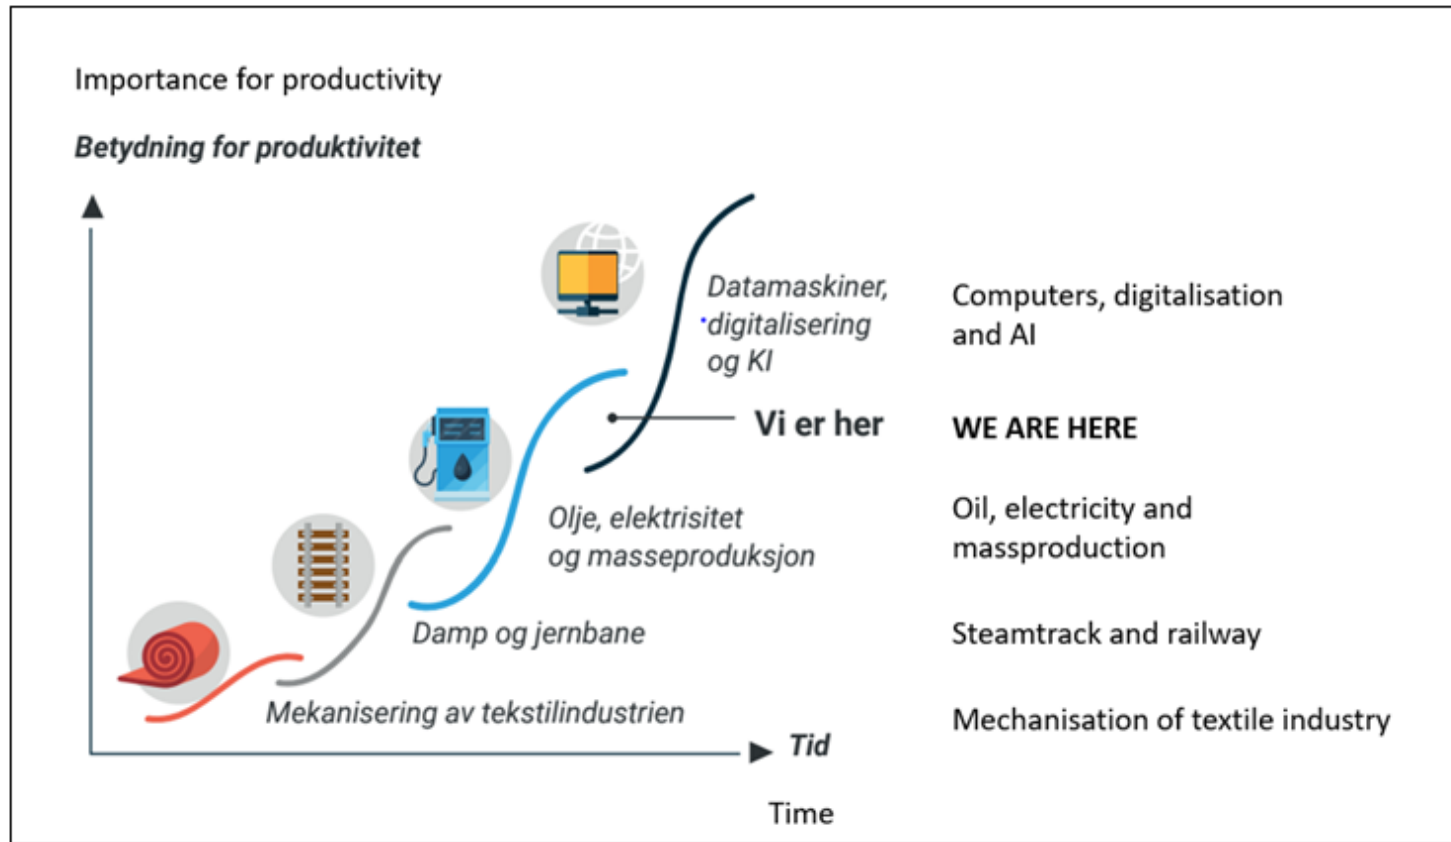 Importance for productivity
Betydning for produktivitet
Datamaskiner,
digitalisering
og KI
Computers, digitalisation
and AI
Vi er her
WE ARE HERE
Olje, elektrisitet
og masseproduksjon
Oil, electricity and
massproduction
Damp og jernbane
Steamtrack and railway
Mekanisering av tekstilindustrien
Mechanisation of textile industry
Tid
Time